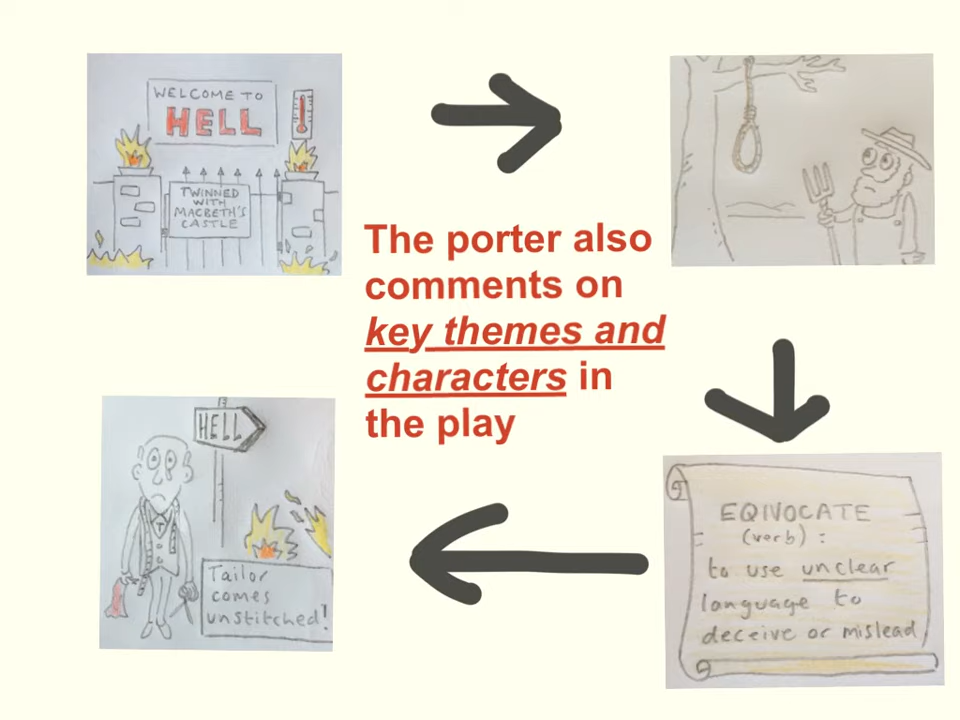 WELCOME TO
HELL
TWINNED
WITH
MACBETH'S
CASTLE
The porter also
comments on
key themes and
characters in
the play
HELL
T
Tailor
comes
unstitched!
EQIVOCATE
(verb) :
to use unclear
language to
deceive or mislead